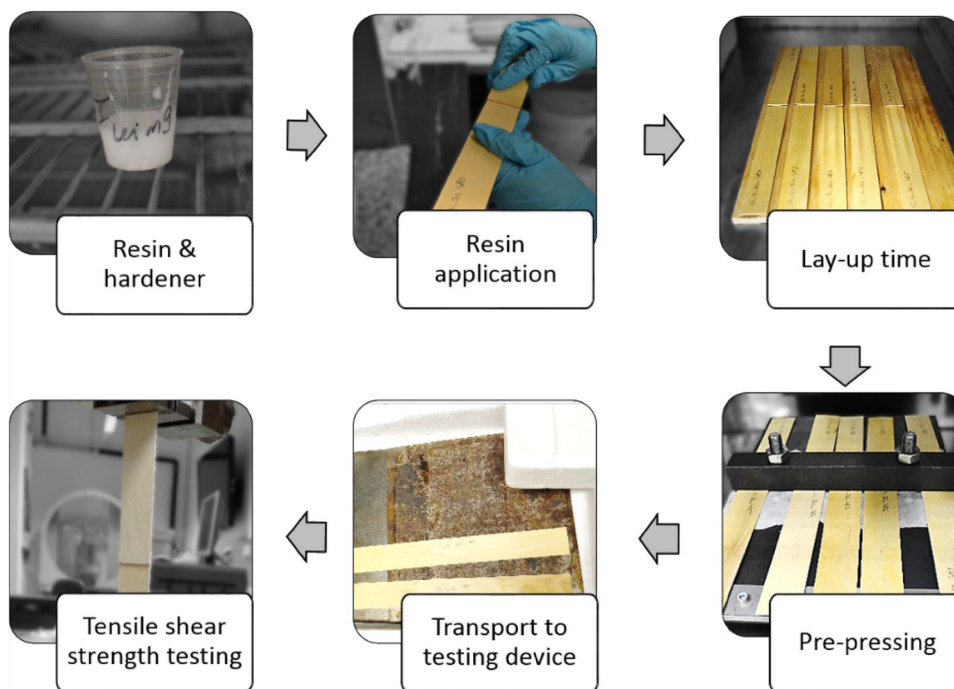 Resin &
hardener
Resin
application
Lay-up time
Pre-pressing
Transport to
testing device
Tensile shear
strength testing